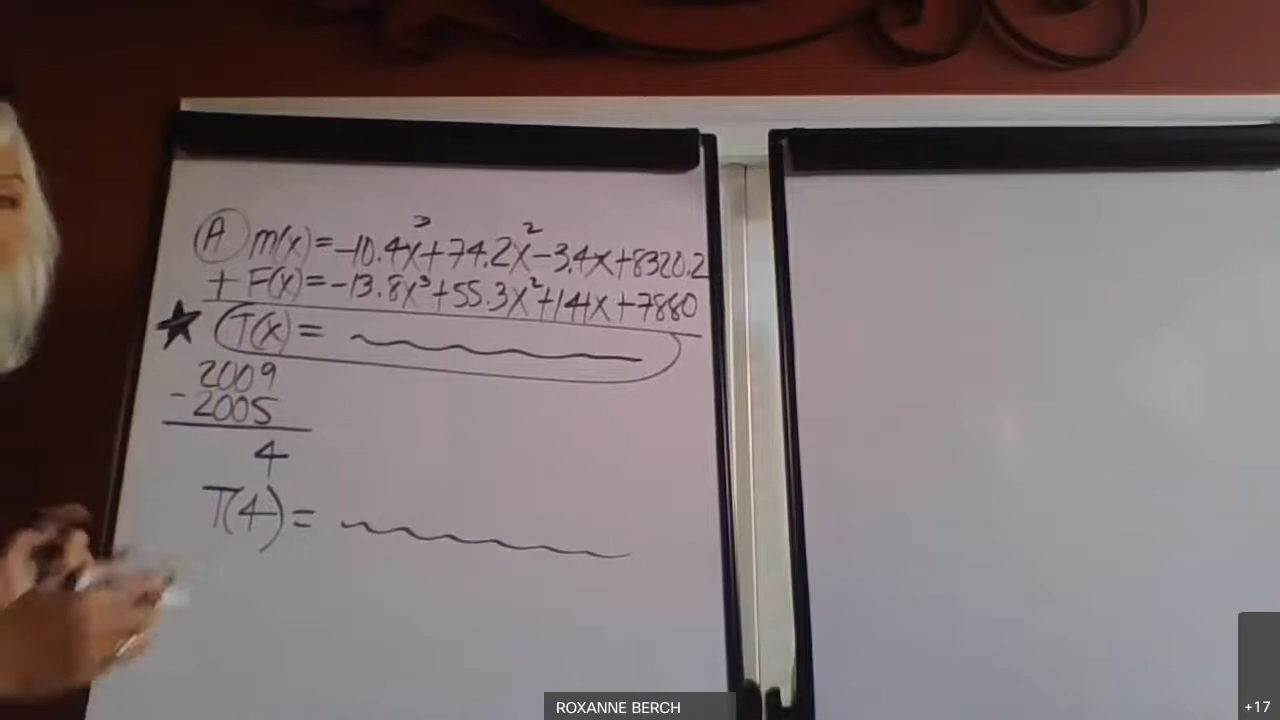 A m(x) = -10.4x³ + 74.2x² - 3.4x + 8320.2
+ F(x) = -13.8x³ + 55.3x² + 141x + 7880
★ T(x) =
2009
- 2005
4
T(4) =
ROXANNE BERCH
+17